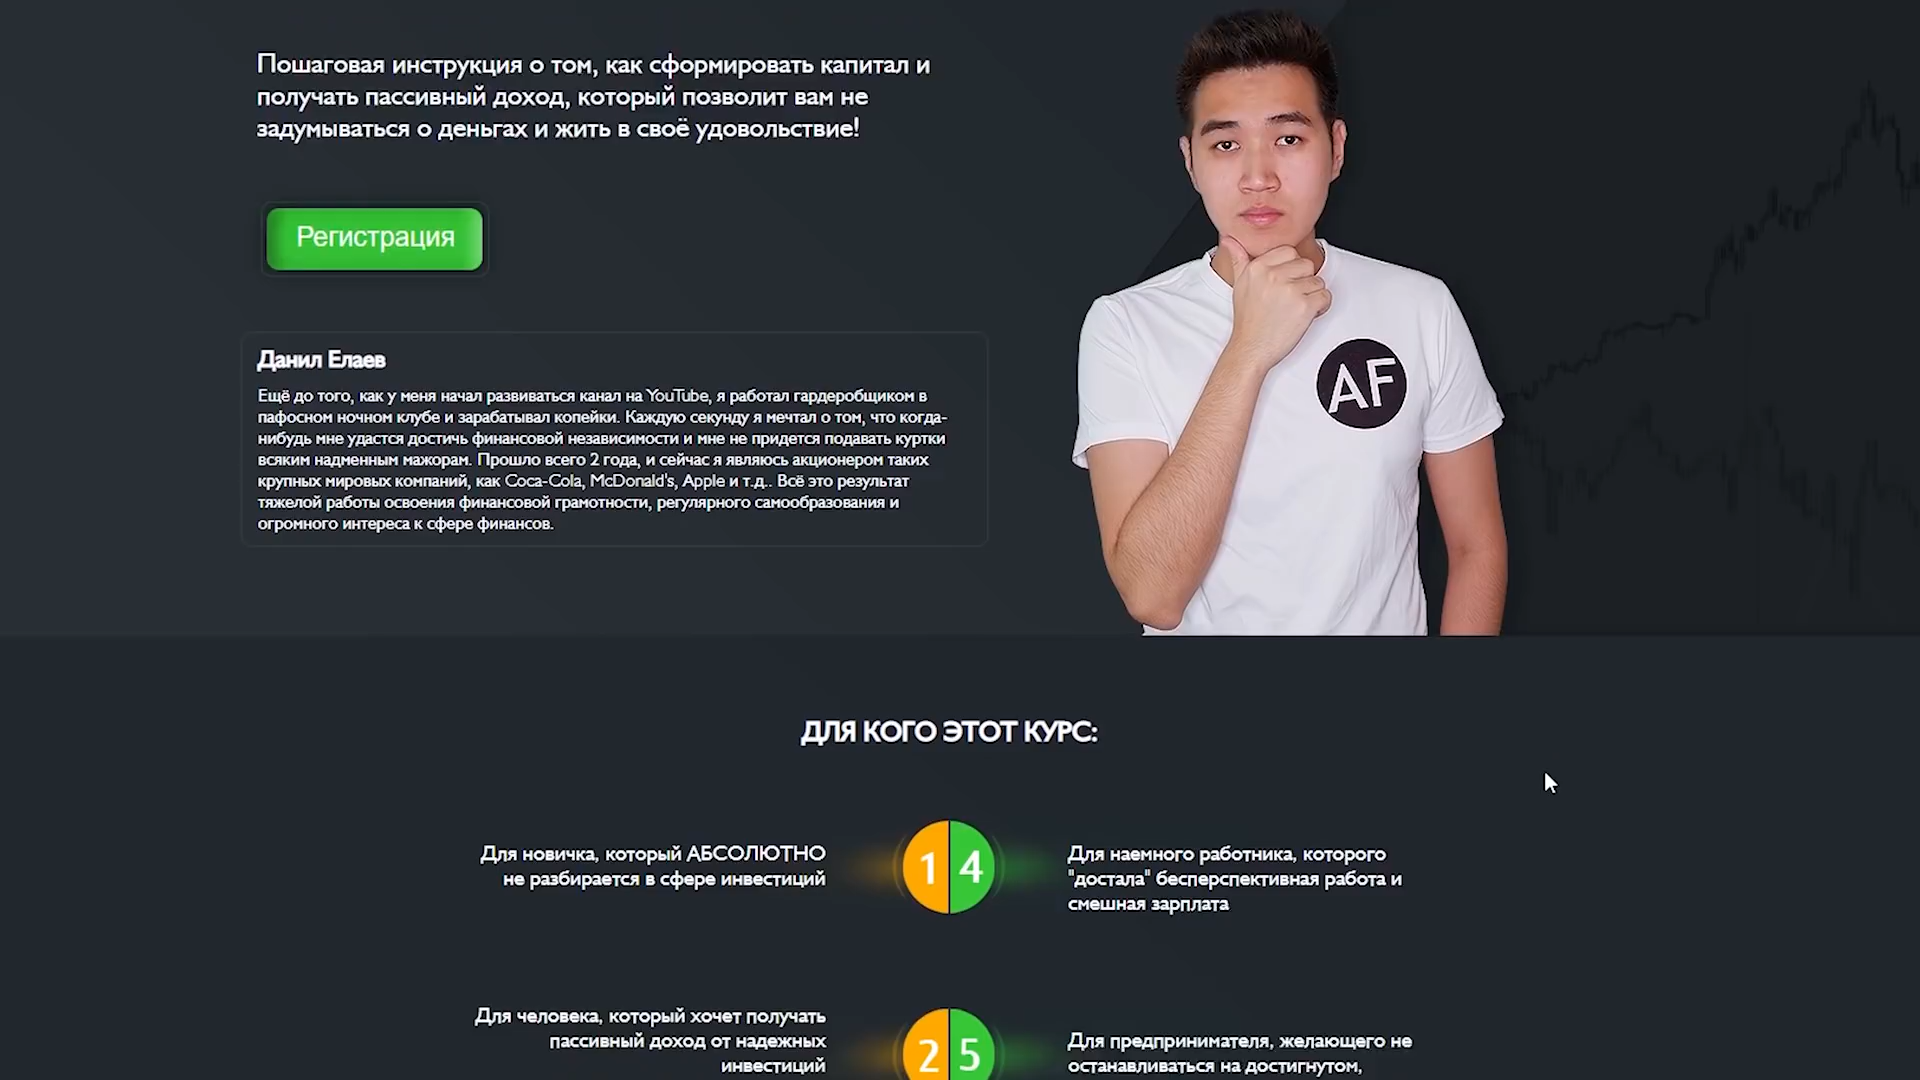 Пошаговая инструкция о том, как сформировать капитал и
получать пассивный доход, который позволит вам не
задумываться о деньгах и жить в своё удовольствие!
Регистрация
AF
Данил Елаев
Ещё до того, как у меня начал развиваться канал на YouTube, я работал гардеробщиком в
пафосном ночном клубе и зарабатывал копейки. Каждую секунду я мечтал о том, что когда-
нибудь мне удастся достичь финансовой независимости и мне не придется подавать куртки
всяким надменным мажорам. Прошло всего 2 года, и сейчас я являюсь акционером таких
крупных мировых компаний, как Coca-Cola, McDonald's, Apple и т.д.. Всё это результат
тяжелой работы освоения финансовой грамотности, регулярного самообразования и
огромного интереса к сфере финансов.
ДЛЯ КОГО ЭТОТ КУРС:
Для новичка, который АБСОЛЮТНО
не разбирается в сфере инвестиций
1 4
Для наемного работника, которого
"достала" бесперспективная работа и
смешная зарплата
Для человека, который хочет получать
пассивный доход от надежных
инвестиций
2 5
Для предпринимателя, желающего не
останавливаться на достигнутом,